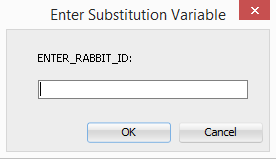 Enter Substitution Variable
ENTER_RABBIT_ID:
OK
Cancel